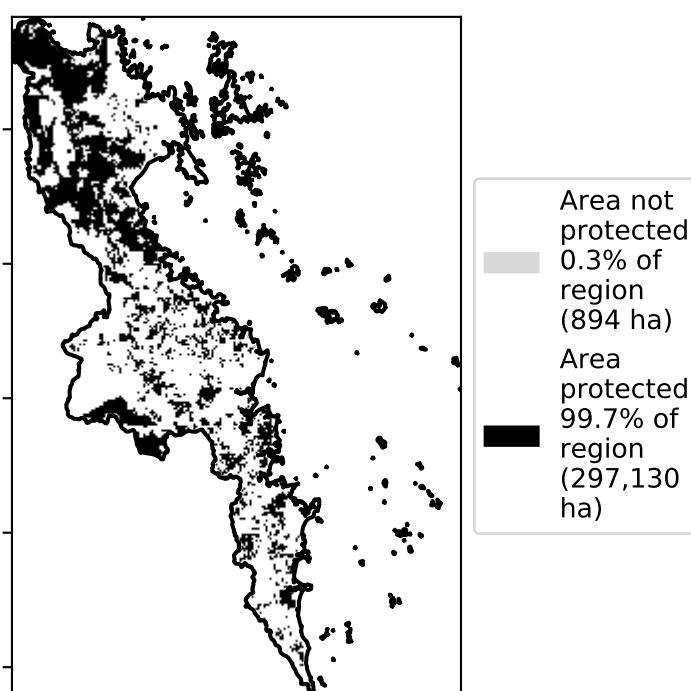 Area not
protected
0.3% of
region
(894 ha)
Area
protected
99.7% of
region
(297,130
ha)